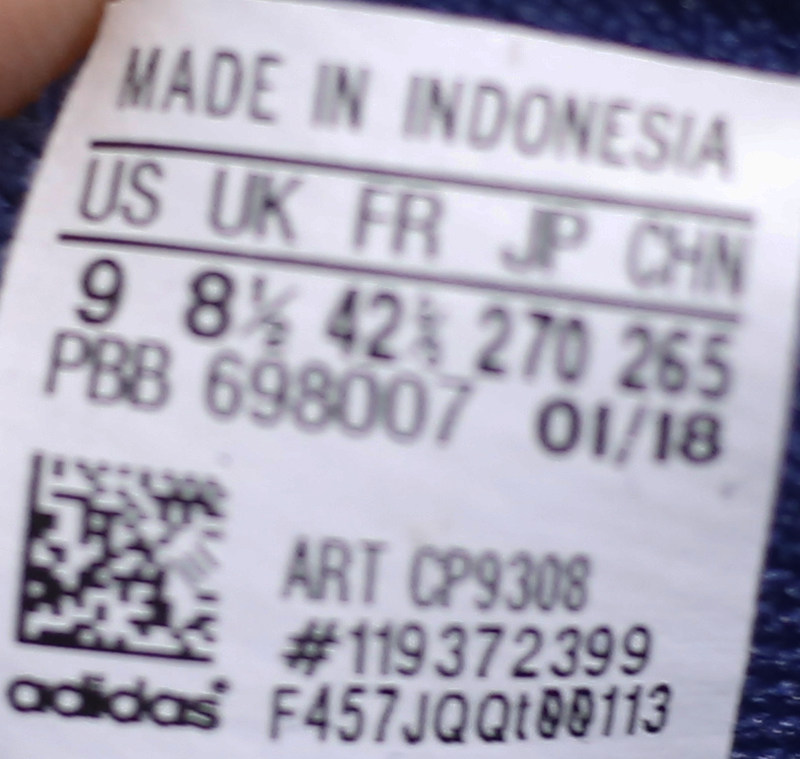 MADE IN INDONESIA
US UK FR JP CHN
9 8½ 42⅔ 270 265
PBB 698007 01/18
ART CP9308
#119372399
adidas F457JQQt00113